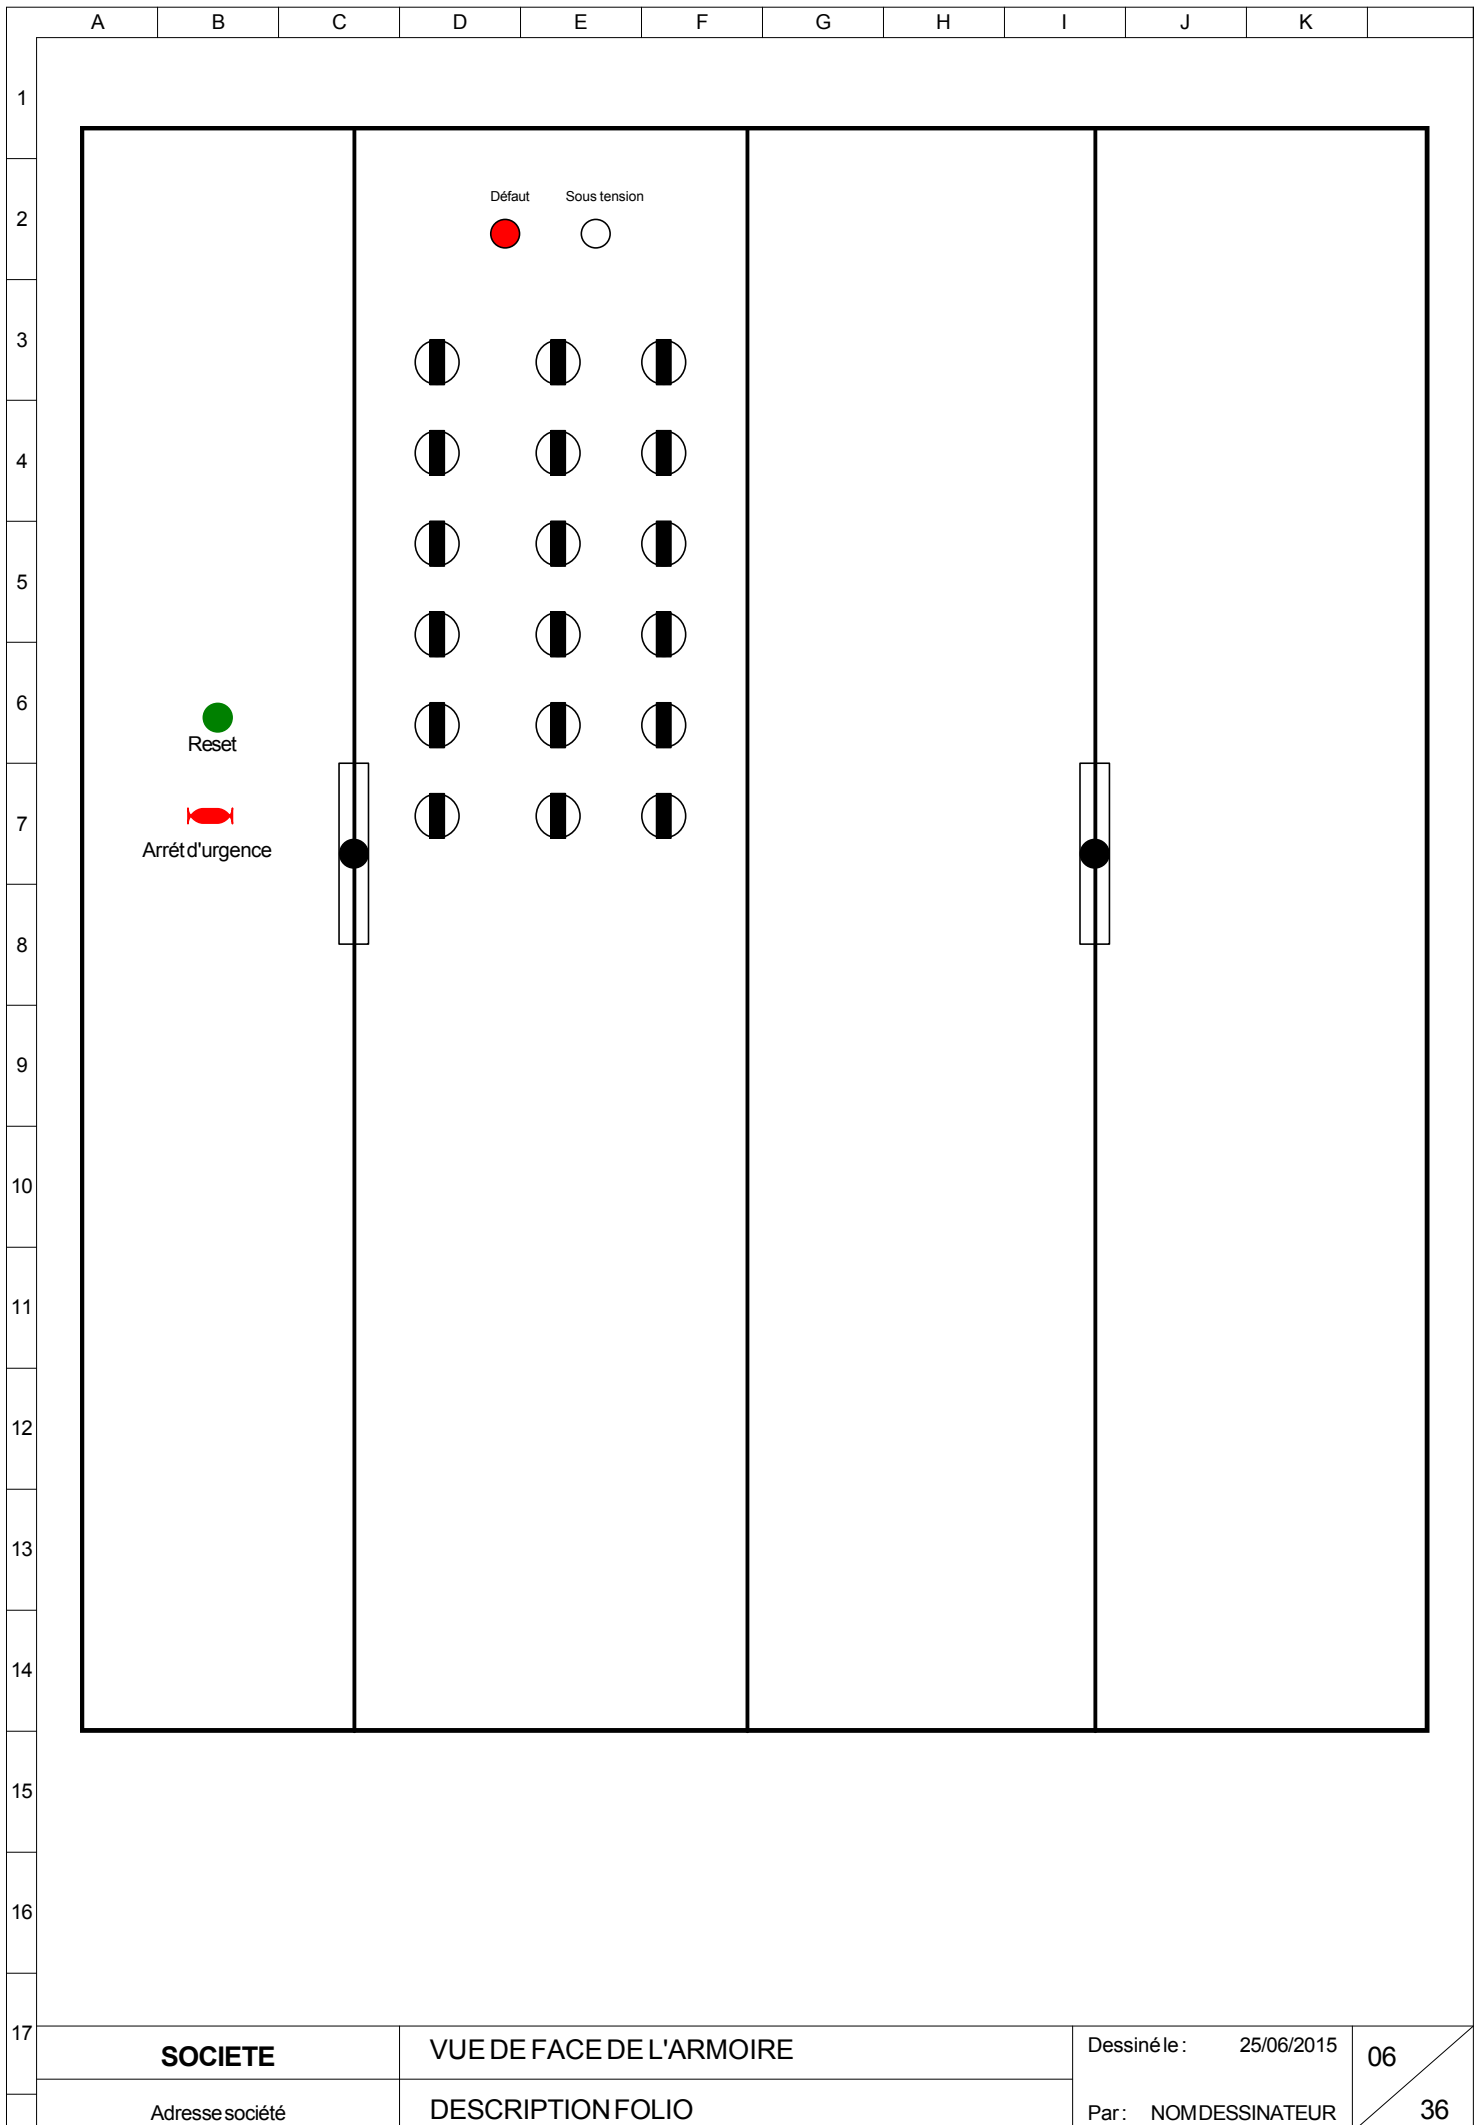 A B C D E F G H I J K
1
2
3
4
5
6
7
8
9
10
11
12
13
14
15
16
17
Défaut Sous tension
Reset
Arrét d'urgence
SOCIETE
Adresse société
VUE DE FACE DE L'ARMOIRE
DESCRIPTION FOLIO
Dessiné le : 25/06/2015
Par : NOM DESSINATEUR
06
36